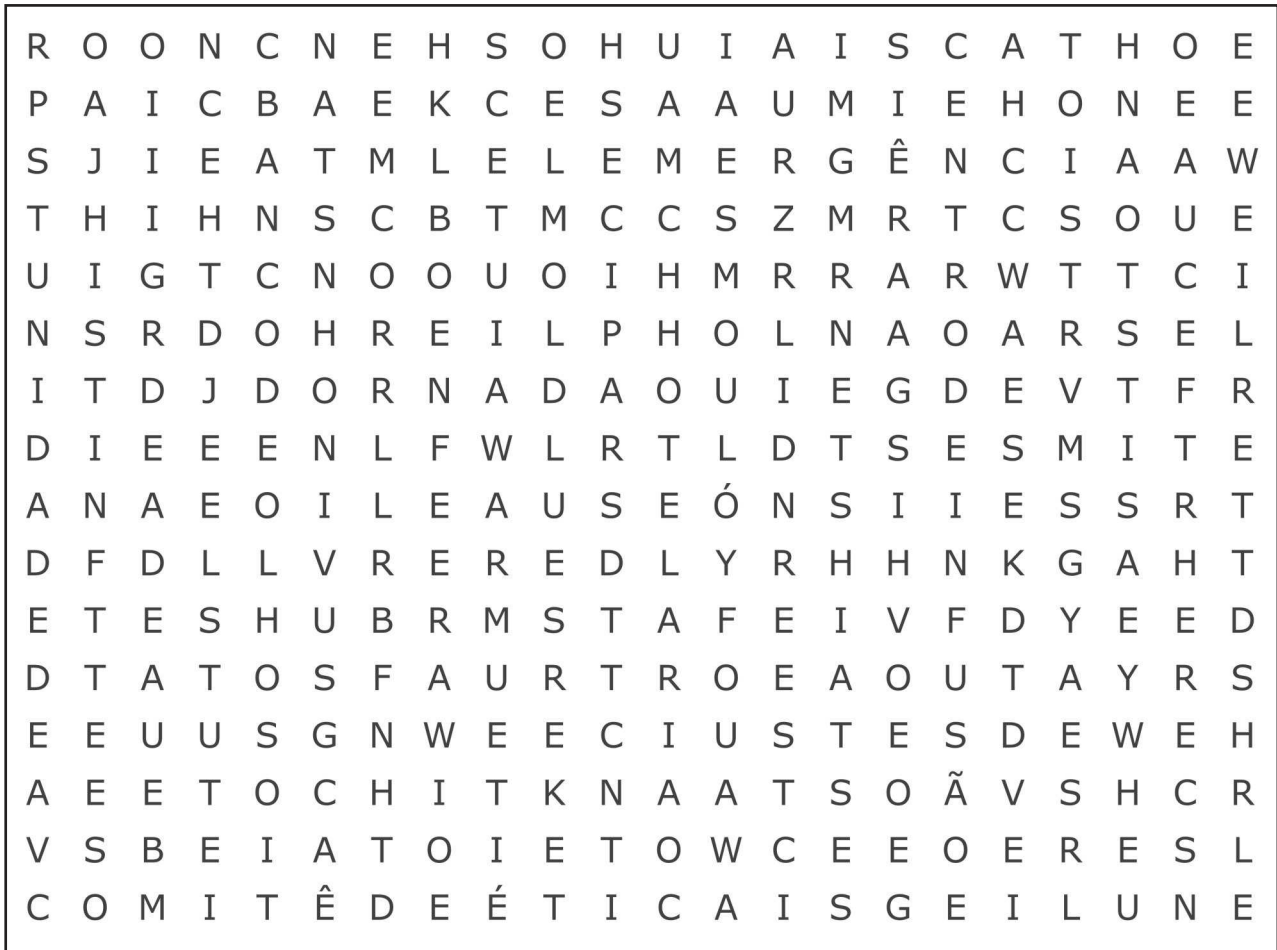 R O O N C N E H S O H U I A I S C A T H O E
P A I C B A E K C E S A A U M I E H O N E E
S J I E A T M L E L E M E R G Ê N C I A A W
T H I H N S C B T M C C S Z M R T C S O U E
U I G T C N O O U O I H M R R A R W T T C I
N S R D O H R E I L P H O L N A O A R S E L
I T D J D O R N A D A O U I E G D E V T F R
D I E E E N L F W L R T L D T S E S M I T E
A N A E O I L E A U S E Ó N S I I E S S R T
D F D L L V R E R E D L Y R H H N K G A H T
E T E S H U B R M S T A F E I V F D Y E E D
D T A T O S F A U R T R O E A O U T A Y R S
E E U U S G N W E E C I U S T E S D E W E H
A E E T O C H I T K N A A T S O Ã V S H C R
V S B E I A T O I E T O W C E E O E R E S L
C O M I T Ê D E É T I C A I S G E I L U N E